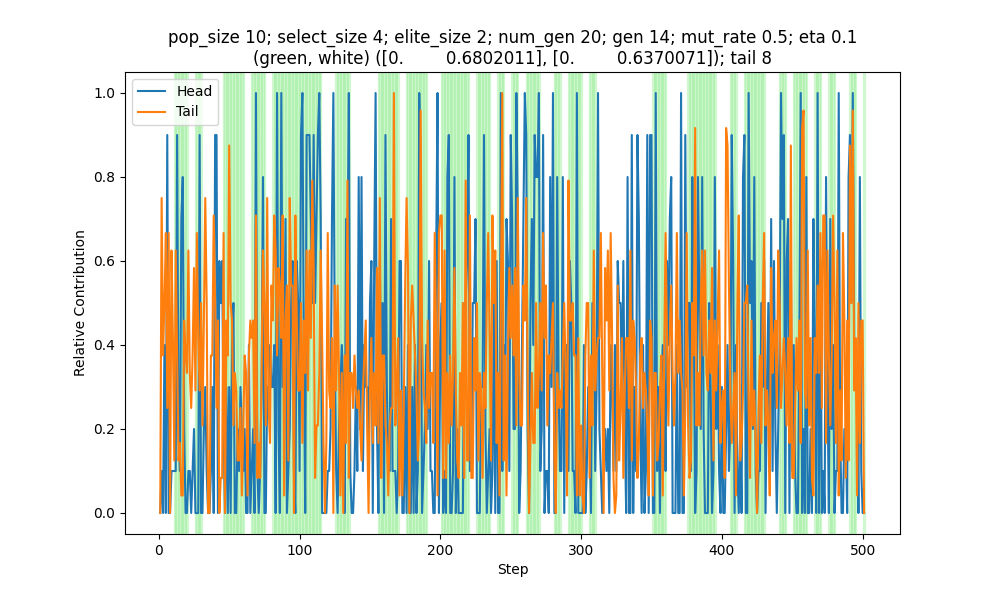 pop_size 10; select_size 4; elite_size 2; num_gen 20; gen 14; mut_rate 0.5; eta 0.1
(green, white) ([0. 0.6802011], [0. 0.6370071]); tail 8
Head
Tail
1.0
0.8
0.6
0.4
0.2
0.0
Relative Contribution
0 100 200 300 400 500
Step